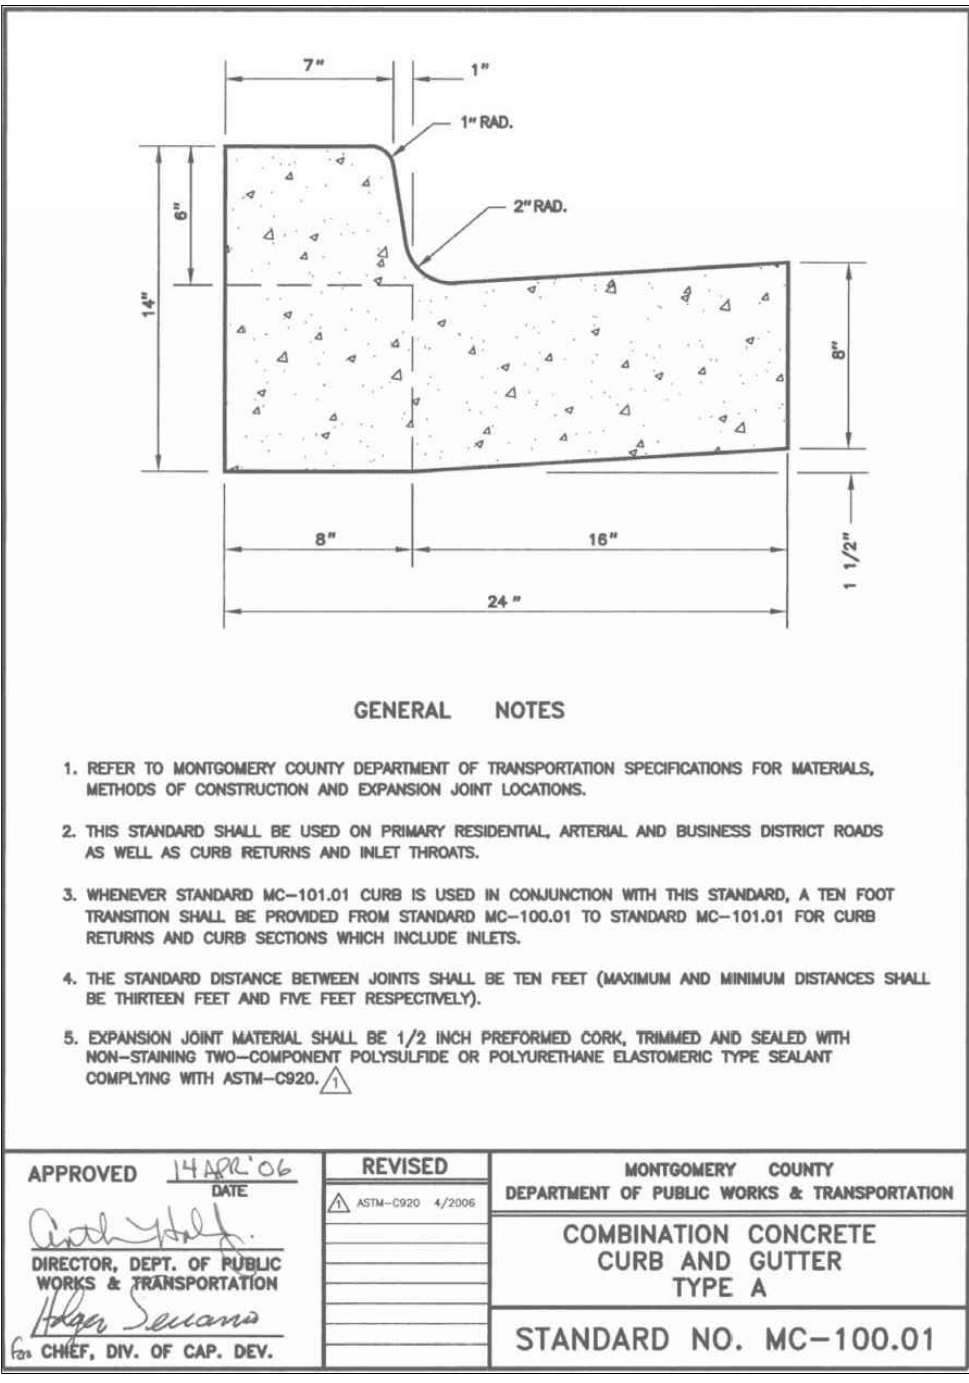 7"
1"
1" RAD.
2" RAD.
6"
14"
8"
8"
16"
1 1/2"
24"
GENERAL NOTES
1. REFER TO MONTGOMERY COUNTY DEPARTMENT OF TRANSPORTATION SPECIFICATIONS FOR MATERIALS,
METHODS OF CONSTRUCTION AND EXPANSION JOINT LOCATIONS.
2. THIS STANDARD SHALL BE USED ON PRIMARY RESIDENTIAL, ARTERIAL AND BUSINESS DISTRICT ROADS
AS WELL AS CURB RETURNS AND INLET THROATS.
3. WHENEVER STANDARD MC-101.01 CURB IS USED IN CONJUNCTION WITH THIS STANDARD, A TEN FOOT
TRANSITION SHALL BE PROVIDED FROM STANDARD MC-100.01 TO STANDARD MC-101.01 FOR CURB
RETURNS AND CURB SECTIONS WHICH INCLUDE INLETS.
4. THE STANDARD DISTANCE BETWEEN JOINTS SHALL BE TEN FEET (MAXIMUM AND MINIMUM DISTANCES SHALL
BE THIRTEEN FEET AND FIVE FEET RESPECTIVELY).
5. EXPANSION JOINT MATERIAL SHALL BE 1/2 INCH PREFORMED CORK, TRIMMED AND SEALED WITH
NON-STAINING TWO-COMPONENT POLYSULFIDE OR POLYURETHANE ELASTOMERIC TYPE SEALANT
COMPLYING WITH ASTM-C920. 1
APPROVED 14 APR '06
DATE
DIRECTOR, DEPT. OF PUBLIC
WORKS & TRANSPORTATION
for CHIEF, DIV. OF CAP. DEV.
REVISED
1 ASTM-C920 4/2006
MONTGOMERY COUNTY
DEPARTMENT OF PUBLIC WORKS & TRANSPORTATION
COMBINATION CONCRETE
CURB AND GUTTER
TYPE A
STANDARD NO. MC-100.01